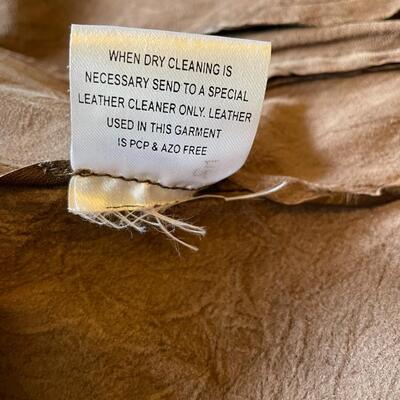 WHEN DRY CLEANING IS
NECESSARY SEND TO A SPECIAL
LEATHER CLEANER ONLY. LEATHER
USED IN THIS GARMENT
IS PCP & AZO FREE